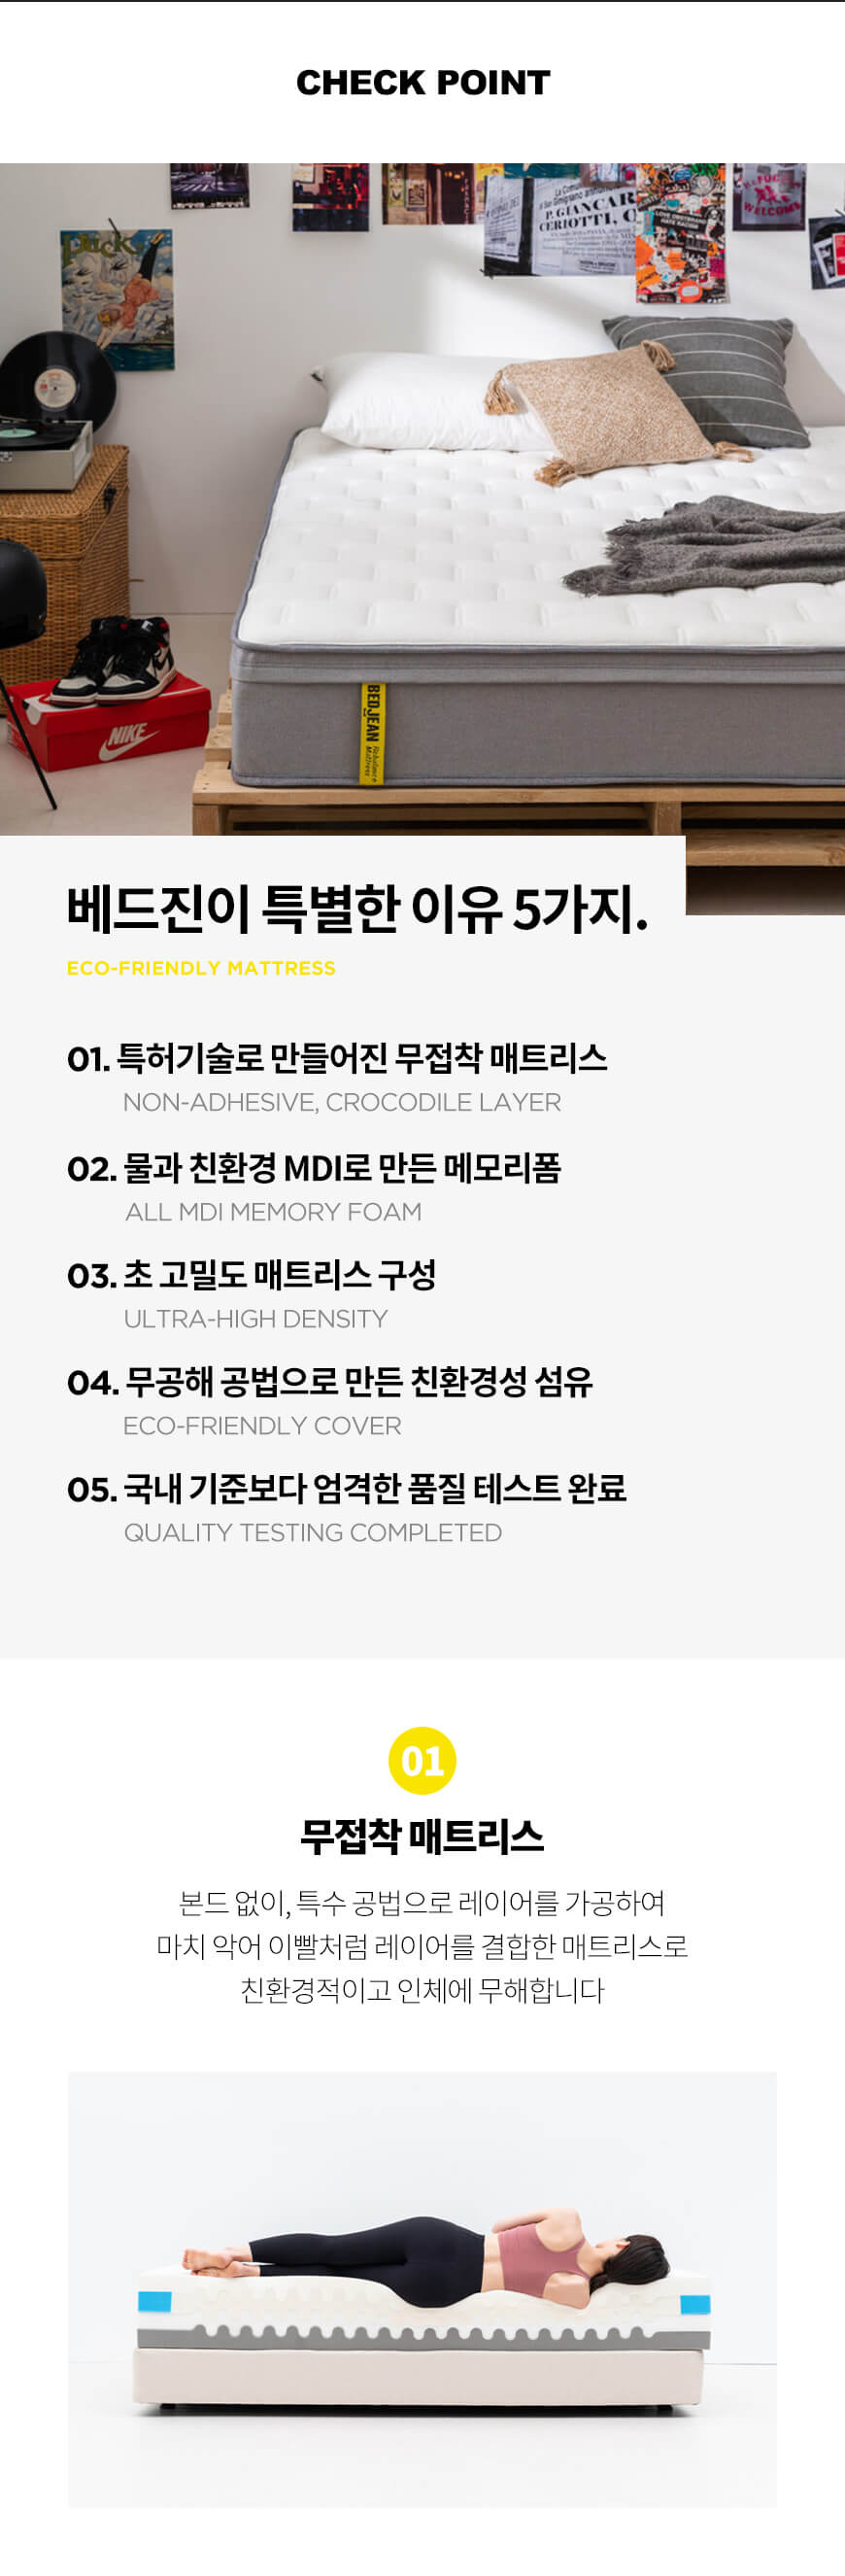 CHECK POINT
Puck
P. GIANCAR
CERIOTTI, C
WELCOME
NIKE
BEDJEAN
Mattress
베드진이 특별한 이유 5가지.
ECO-FRIENDLY MATTRESS
01. 특허기술로 만들어진 무접착 매트리스
NON-ADHESIVE, CROCODILE LAYER
02. 물과 친환경 MDI로 만든 메모리폼
ALL MDI MEMORY FOAM
03. 초 고밀도 매트리스 구성
ULTRA-HIGH DENSITY
04. 무공해 공법으로 만든 친환경성 섬유
ECO-FRIENDLY COVER
05. 국내 기준보다 엄격한 품질 테스트 완료
QUALITY TESTING COMPLETED
01
무접착 매트리스
본드 없이, 특수 공법으로 레이어를 가공하여
마치 악어 이빨처럼 레이어를 결합한 매트리스로
친환경적이고 인체에 무해합니다